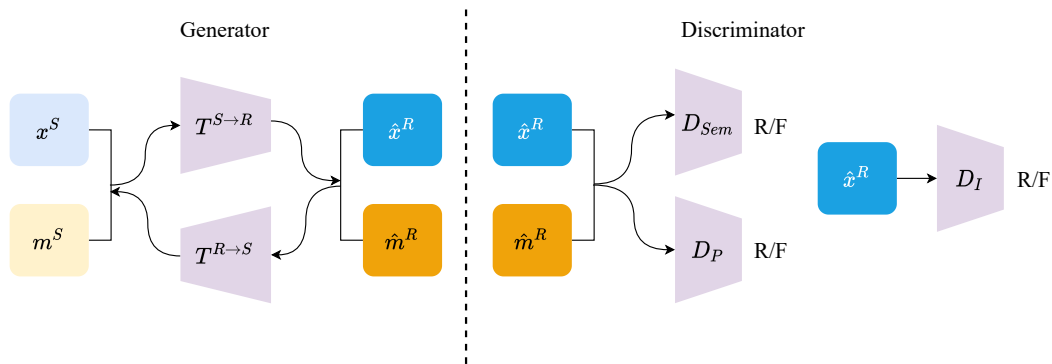 Generator
Discriminator
x^S
T^{S→R}
x̂^R
m^S
T^{R→S}
m̂^R
x̂^R
D_{Sem}
R/F
m̂^R
D_P
R/F
x̂^R
D_I
R/F